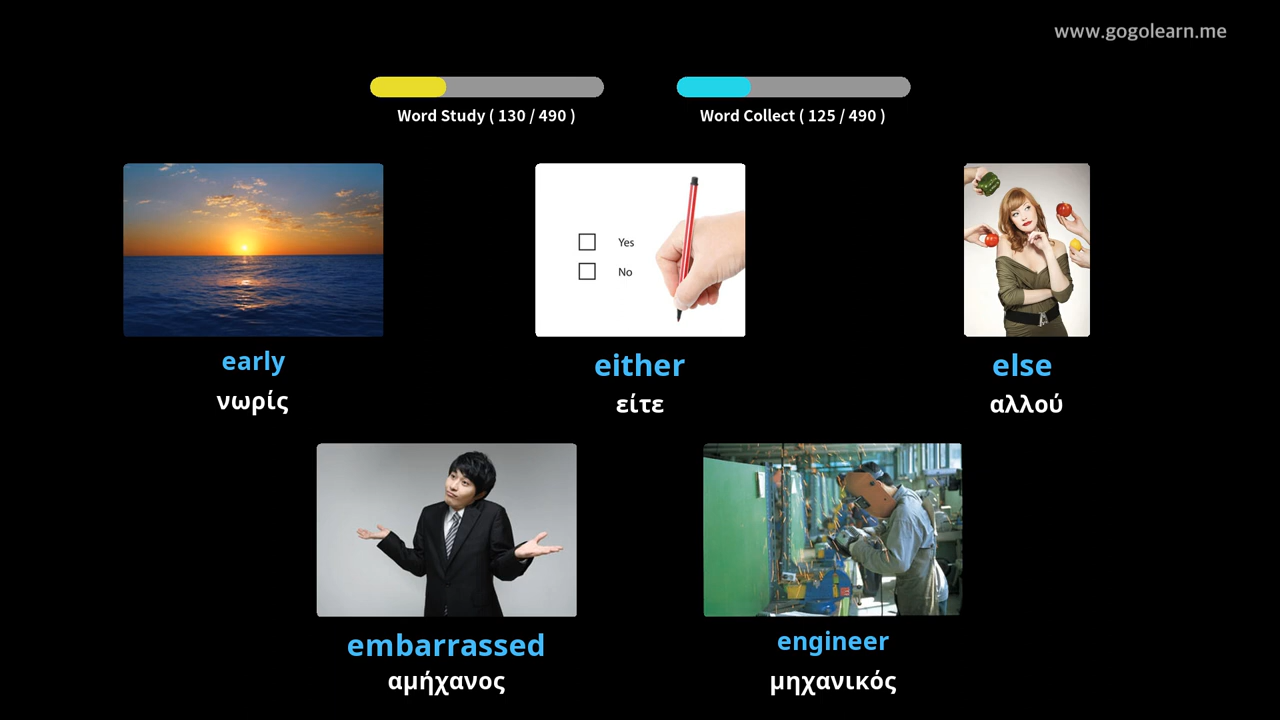 www.gogolearn.me
Word Study ( 130 / 490 )
Word Collect ( 125 / 490 )
Yes
No
early
νωρίς
either
είτε
else
αλλού
embarrassed
αμήχανος
engineer
μηχανικός